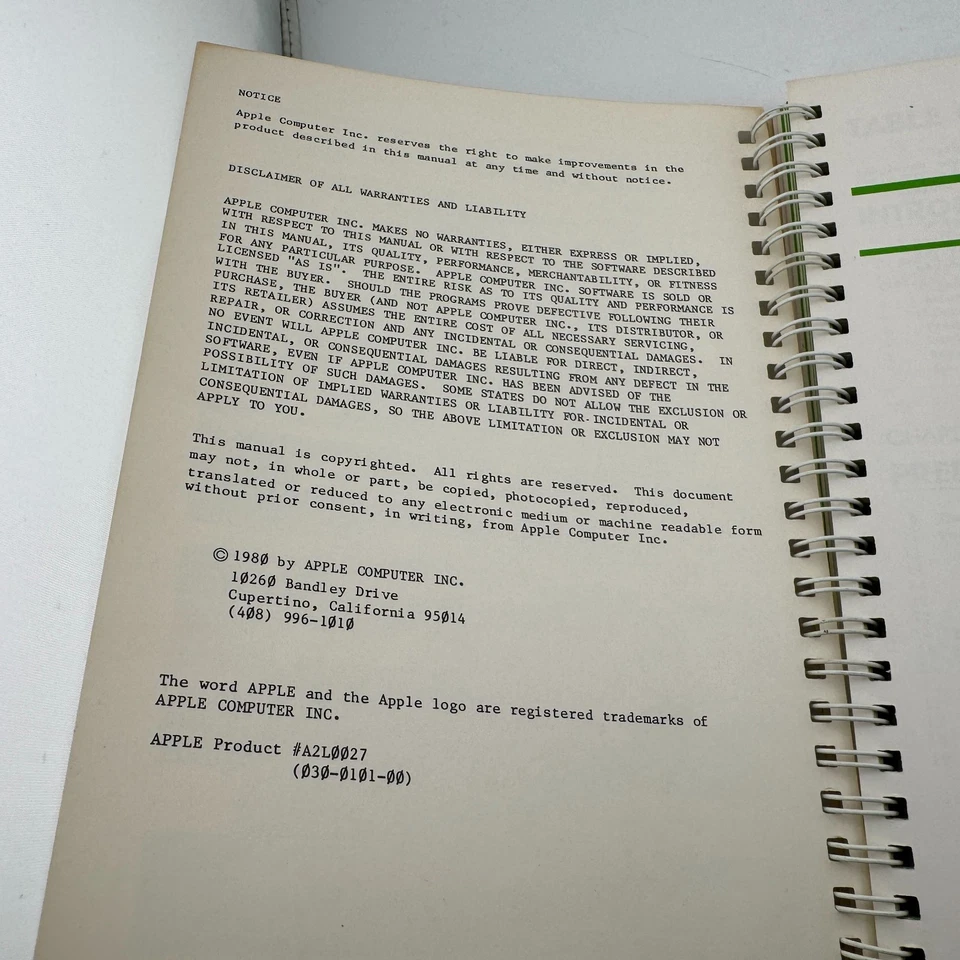 NOTICE
Apple Computer Inc. reserves the right to make improvements in the
product described in this manual at any time and without notice.
DISCLAIMER OF ALL WARRANTIES AND LIABILITY
APPLE COMPUTER INC. MAKES NO WARRANTIES, EITHER EXPRESS OR IMPLIED,
WITH RESPECT TO THIS MANUAL OR WITH RESPECT TO THE SOFTWARE DESCRIBED
IN THIS MANUAL, ITS QUALITY, PERFORMANCE, MERCHANTABILITY, OR FITNESS
FOR ANY PARTICULAR PURPOSE.  APPLE COMPUTER INC. SOFTWARE IS SOLD OR
LICENSED "AS IS".  THE ENTIRE RISK AS TO ITS QUALITY AND PERFORMANCE IS
WITH THE BUYER.  SHOULD THE PROGRAMS PROVE DEFECTIVE FOLLOWING THEIR
PURCHASE, THE BUYER (AND NOT APPLE COMPUTER INC., ITS DISTRIBUTOR, OR
ITS RETAILER) ASSUMES THE ENTIRE COST OF ALL NECESSARY SERVICING,
REPAIR, OR CORRECTION AND ANY INCIDENTAL OR CONSEQUENTIAL DAMAGES.  IN
NO EVENT WILL APPLE COMPUTER INC. BE LIABLE FOR DIRECT, INDIRECT,
INCIDENTAL, OR CONSEQUENTIAL DAMAGES RESULTING FROM ANY DEFECT IN THE
SOFTWARE, EVEN IF APPLE COMPUTER INC. HAS BEEN ADVISED OF THE
POSSIBILITY OF SUCH DAMAGES.  SOME STATES DO NOT ALLOW THE EXCLUSION OR
LIMITATION OF IMPLIED WARRANTIES OR LIABILITY FOR INCIDENTAL OR
CONSEQUENTIAL DAMAGES, SO THE ABOVE LIMITATION OR EXCLUSION MAY NOT
APPLY TO YOU.
This manual is copyrighted.  All rights are reserved.  This document
may not, in whole or part, be copied, photocopied, reproduced,
translated or reduced to any electronic medium or machine readable form
without prior consent, in writing, from Apple Computer Inc.
© 198Ø by APPLE COMPUTER INC.
1Ø26Ø Bandley Drive
Cupertino, California 95Ø14
(4Ø8) 996-1Ø1Ø
The word APPLE and the Apple logo are registered trademarks of
APPLE COMPUTER INC.
APPLE Product #A2LØØ27
(Ø3Ø-Ø1Ø1-ØØ)